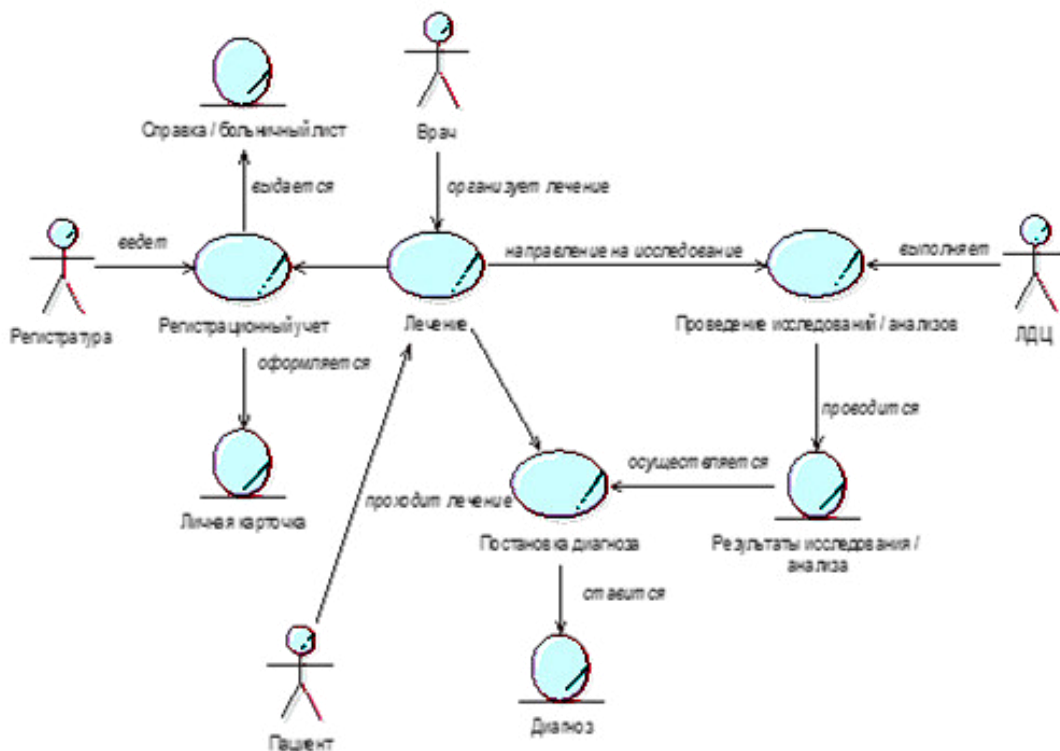 Справка / больничный лист
Врач
выдается
организует лечение
ведет
направление на исследование
выполняет
Регистратура
Регистрационный учет
Лечение
Проведение исследований / анализов
ЛДЦ
оформляется
проводится
осуществляется
проходит лечение
Личная карточка
Постановка диагноза
Результаты исследования /
анализа
ставится
Диагноз
Пациент